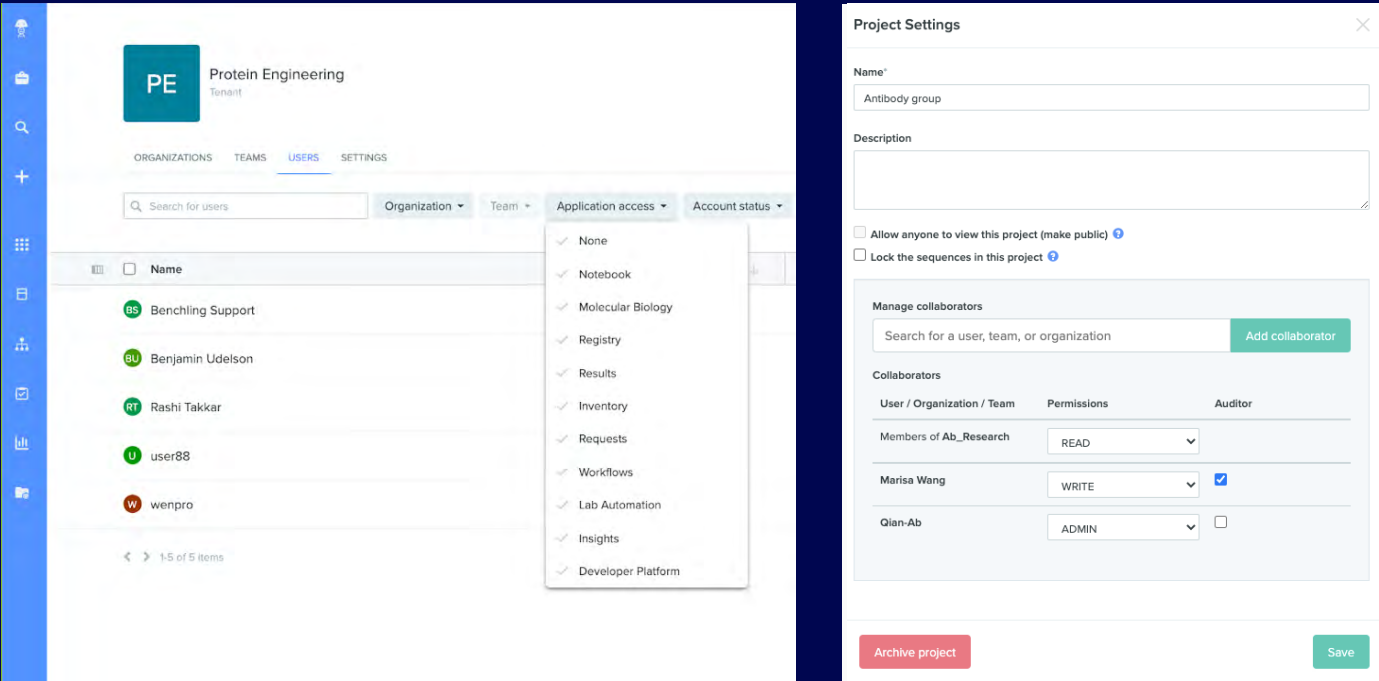 PE
Protein Engineering
Tenant
ORGANIZATIONS TEAMS USERS SETTINGS
Search for users
Organization Team Application access Account status
Name
BS Benchling Support
BU Benjamin Udelson
RT Rashi Takkar
U user88
W wenpro
1-5 of 5 items
None
Notebook
Molecular Biology
Registry
Results
Inventory
Requests
Workflows
Lab Automation
Insights
Developer Platform
Project Settings
Name*
Antibody group
Description
Allow anyone to view this project (make public) ?
Lock the sequences in this project ?
Manage collaborators
Search for a user, team, or organization Add collaborator
Collaborators
User / Organization / Team Permissions Auditor
Members of Ab_Research READ
Marisa Wang WRITE
Qian-Ab ADMIN
Archive project Save